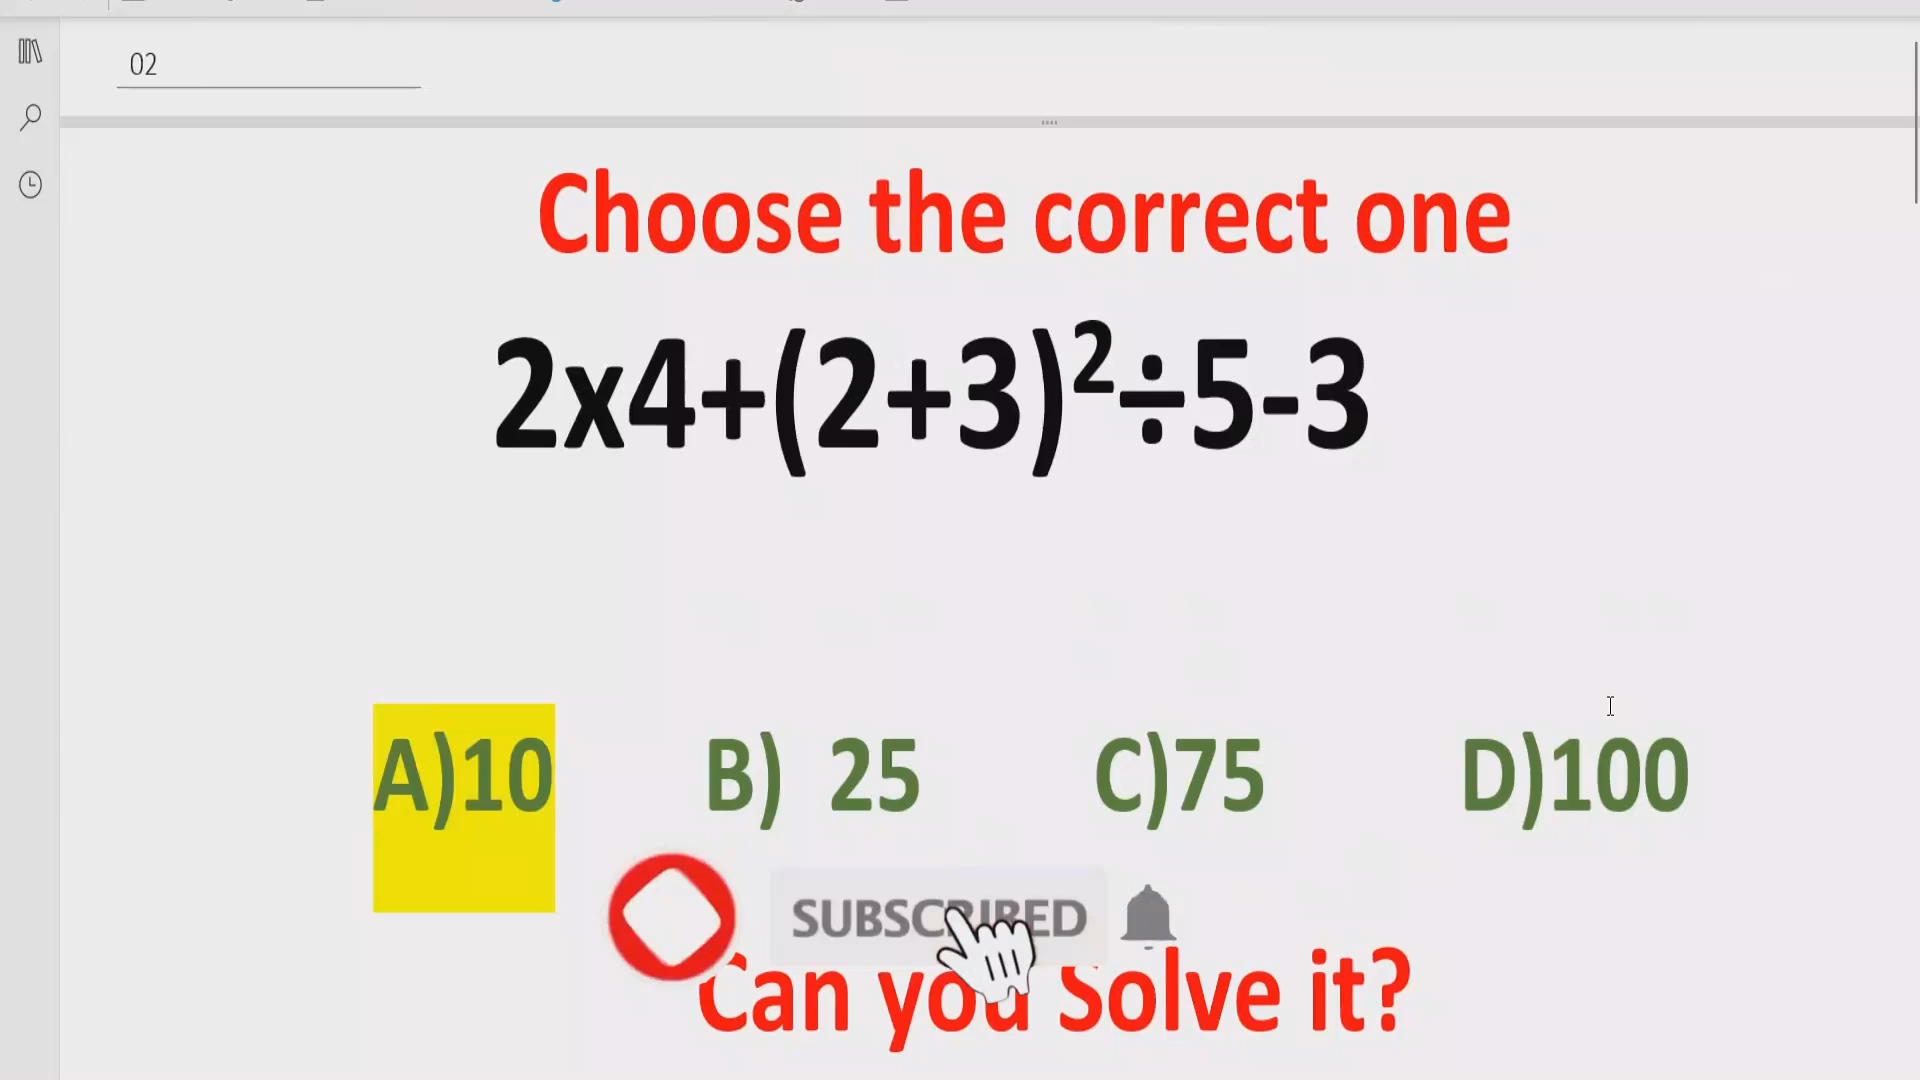 02
Choose the correct one
2x4+(2+3)²÷5-3
A)10 B) 25 C)75 D)100
SUBSCRIBED
Can you Solve it?